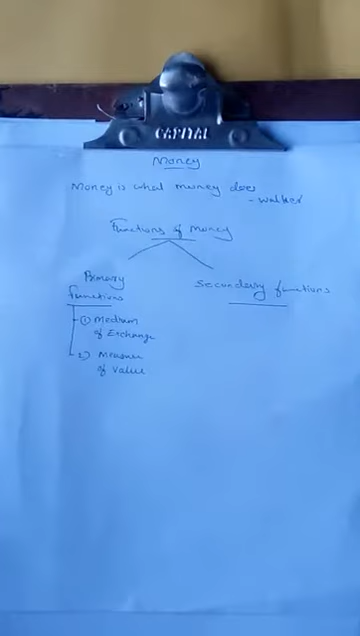 CAPITAL
Money
Money is what money does
- Walker
Functions of Money
Primary
functions
Secondary functions
① Medium
of Exchange
2) Measure
of Value